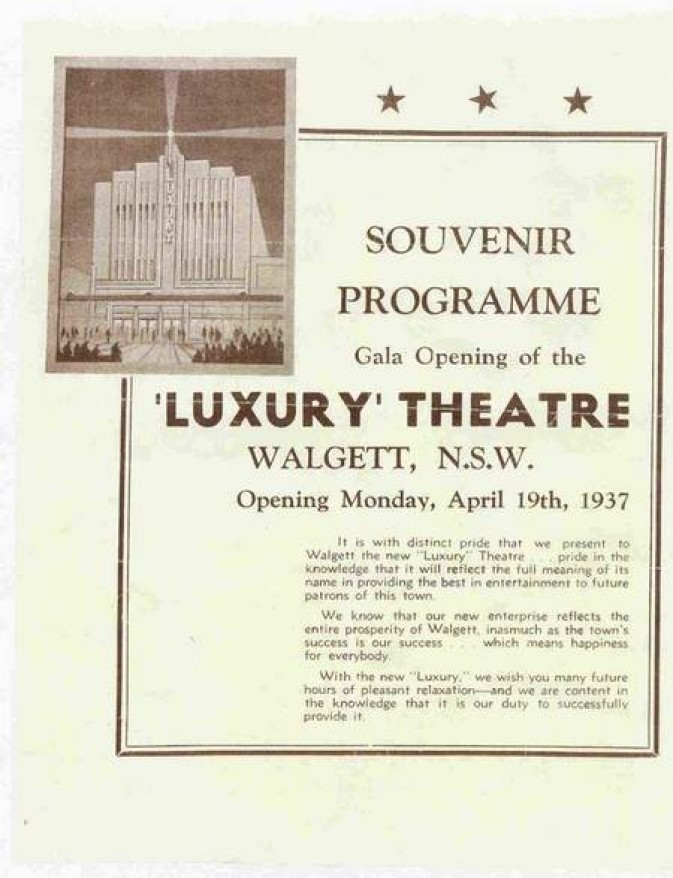 LUXURY
SOUVENIR
PROGRAMME
Gala Opening of the
'LUXURY' THEATRE
WALGETT, N.S.W.
Opening Monday, April 19th, 1937
It is with distinct pride that we present to
Walgett the new "Luxury" Theatre . . . pride in the
knowledge that it will reflect the full meaning of its
name in providing the best in entertainment to future
patrons of this town.
We know that our new enterprise reflects the
entire prosperity of Walgett, inasmuch as the town's
success is our success . . . which means happiness
for everybody.
With the new "Luxury," we wish you many future
hours of pleasant relaxation—and we are content in
the knowledge that it is our duty to successfully
provide it.